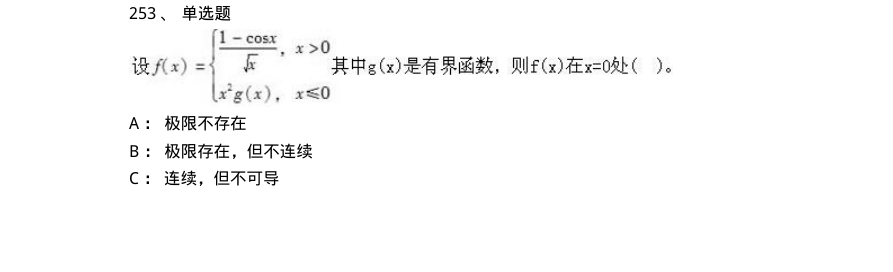 253、 单选题
设f(x) = { (1 − cosx)/√x , x > 0
x²g(x), x ⩽ 0 其中g(x)是有界函数，则f(x)在x=0处( )。
A： 极限不存在
B： 极限存在，但不连续
C： 连续，但不可导